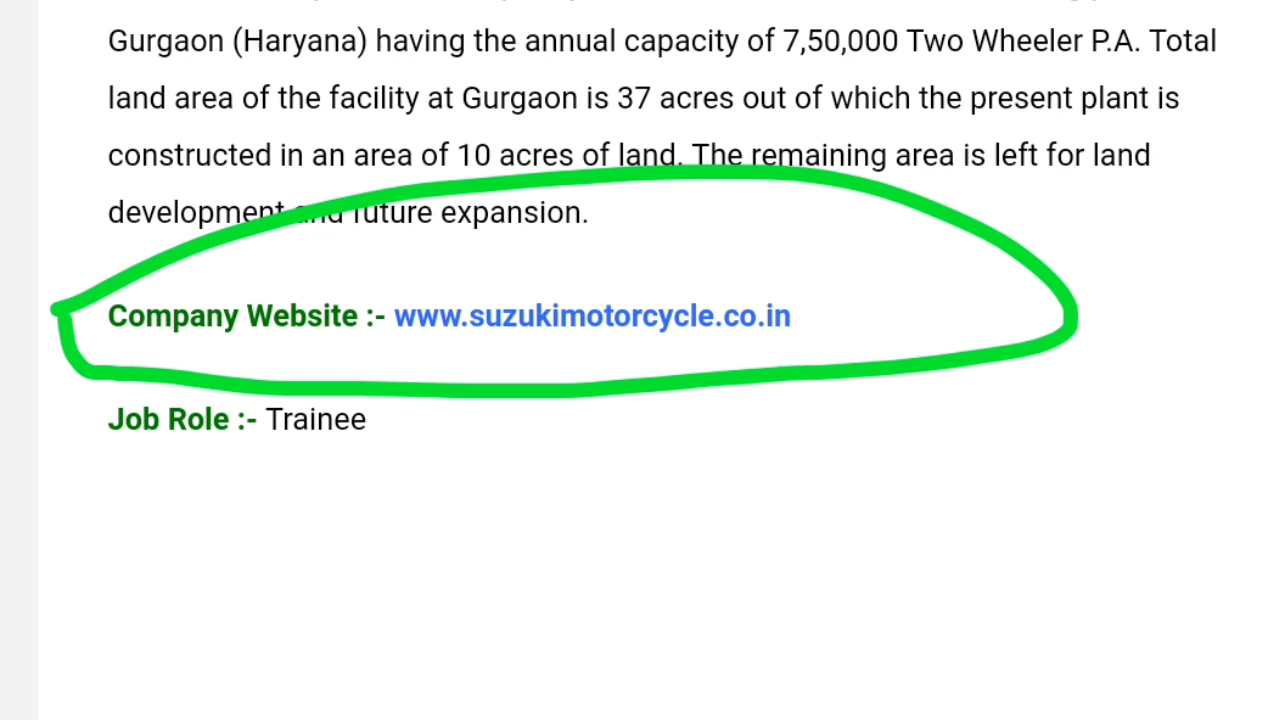 Gurgaon (Haryana) having the annual capacity of 7,50,000 Two Wheeler P.A. Total
land area of the facility at Gurgaon is 37 acres out of which the present plant is
constructed in an area of 10 acres of land. The remaining area is left for land
development and future expansion.
Company Website :- www.suzukimotorcycle.co.in
Job Role :- Trainee